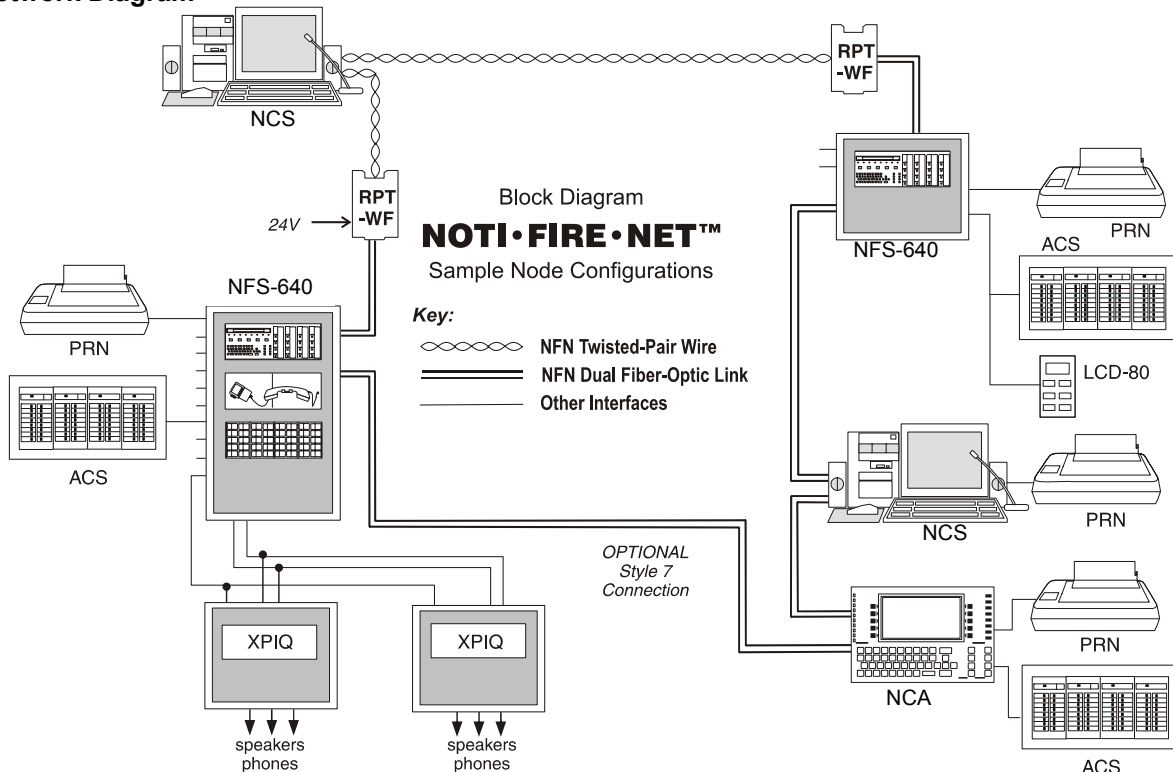 NCS
RPT
-WF
RPT
-WF
24V
Block Diagram
NOTI•FIRE•NET™
Sample Node Configurations
Key:
NFN Twisted-Pair Wire
NFN Dual Fiber-Optic Link
Other Interfaces
NFS-640
PRN
ACS
XPIQ
XPIQ
speakers
phones
speakers
phones
OPTIONAL
Style 7
Connection
NFS-640
PRN
ACS
LCD-80
NCS
PRN
NCA
PRN
ACS